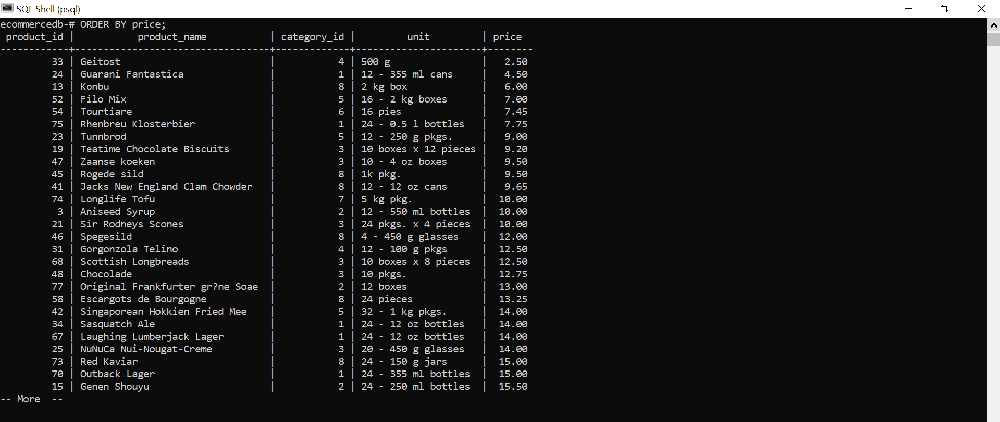 SQL Shell (psql)
ecommercedb-# ORDER BY price;
 product_id |           product_name           | category_id |         unit         | price
------------+----------------------------------+-------------+----------------------+--------
         33 | Geitost                          |           4 | 500 g                |   2.50
         24 | Guarani Fantastica               |           1 | 12 - 355 ml cans     |   4.50
         13 | Konbu                            |           8 | 2 kg box             |   6.00
         52 | Filo Mix                         |           5 | 16 - 2 kg boxes      |   7.00
         54 | Tourtiare                        |           6 | 16 pies              |   7.45
         75 | Rhenbreu Klosterbier             |           1 | 24 - 0.5 l bottles   |   7.75
         23 | Tunnbrod                         |           5 | 12 - 250 g pkgs.     |   9.00
         19 | Teatime Chocolate Biscuits       |           3 | 10 boxes x 12 pieces |   9.20
         47 | Zaanse koeken                    |           3 | 10 - 4 oz boxes      |   9.50
         45 | Rogede sild                      |           8 | 1k pkg.              |   9.50
         41 | Jacks New England Clam Chowder   |           8 | 12 - 12 oz cans      |   9.65
         74 | Longlife Tofu                    |           7 | 5 kg pkg.            |  10.00
          3 | Aniseed Syrup                    |           2 | 12 - 550 ml bottles  |  10.00
         21 | Sir Rodneys Scones               |           3 | 24 pkgs. x 4 pieces  |  10.00
         46 | Spegesild                        |           8 | 4 - 450 g glasses    |  12.00
         31 | Gorgonzola Telino                |           4 | 12 - 100 g pkgs      |  12.50
         68 | Scottish Longbreads              |           3 | 10 boxes x 8 pieces  |  12.50
         48 | Chocolade                        |           3 | 10 pkgs.             |  12.75
         77 | Original Frankfurter gr?ne Soae  |           2 | 12 boxes             |  13.00
         58 | Escargots de Bourgogne           |           8 | 24 pieces            |  13.25
         42 | Singaporean Hokkien Fried Mee    |           5 | 32 - 1 kg pkgs.      |  14.00
         34 | Sasquatch Ale                    |           1 | 24 - 12 oz bottles   |  14.00
         67 | Laughing Lumberjack Lager        |           1 | 24 - 12 oz bottles   |  14.00
         25 | NuNuCa Nui-Nougat-Creme          |           3 | 20 - 450 g glasses   |  14.00
         73 | Red Kaviar                       |           8 | 24 - 150 g jars      |  15.00
         70 | Outback Lager                    |           1 | 24 - 355 ml bottles  |  15.00
         15 | Genen Shouyu                     |           2 | 24 - 250 ml bottles  |  15.50
-- More  --